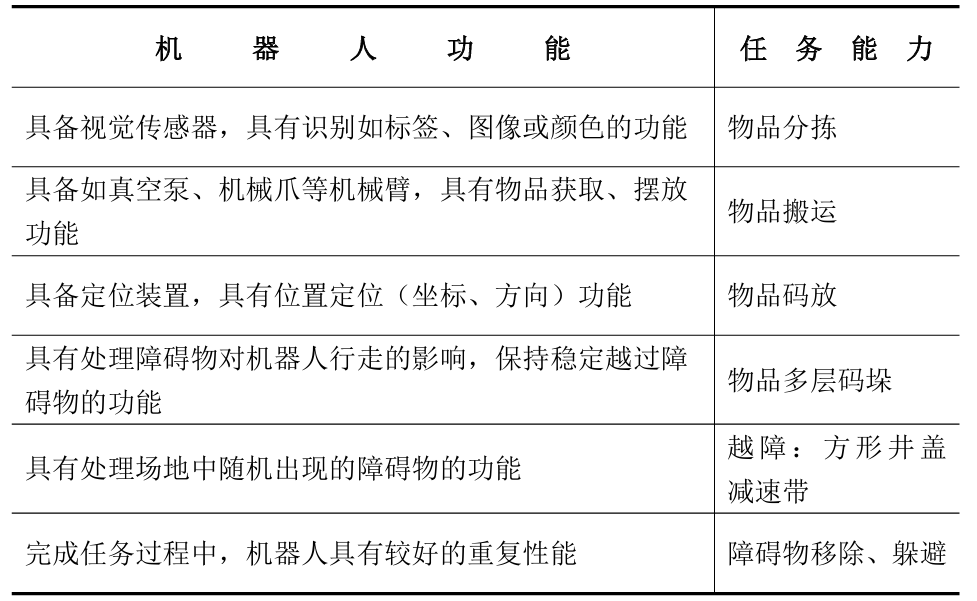 机器人功能 任务能力
具备视觉传感器，具有识别如标签、图像或颜色的功能 物品分拣
具备如真空泵、机械爪等机械臂，具有物品获取、摆放
功能 物品搬运
具备定位装置，具有位置定位（坐标、方向）功能 物品码放
具有处理障碍物对机器人行走的影响，保持稳定越过障
碍物的功能 物品多层码垛
具有处理场地中随机出现的障碍物的功能 越障：方形井盖
减速带
完成任务过程中，机器人具有较好的重复性能 障碍物移除、躲避